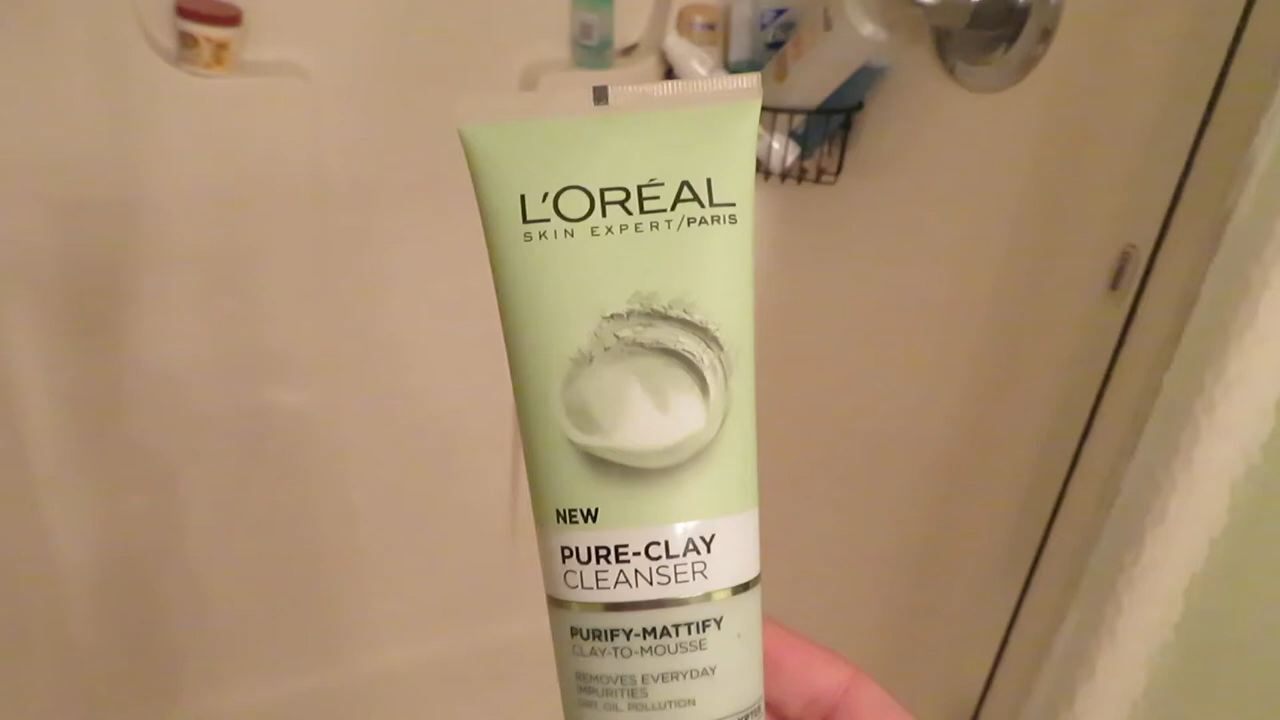 L'ORÉAL
SKIN EXPERT/PARIS
NEW
PURE-CLAY
CLEANSER
PURIFY-MATTIFY
CLAY-TO-MOUSSE
REMOVES EVERYDAY
IMPURITIES
DIRT, OIL, POLLUTION